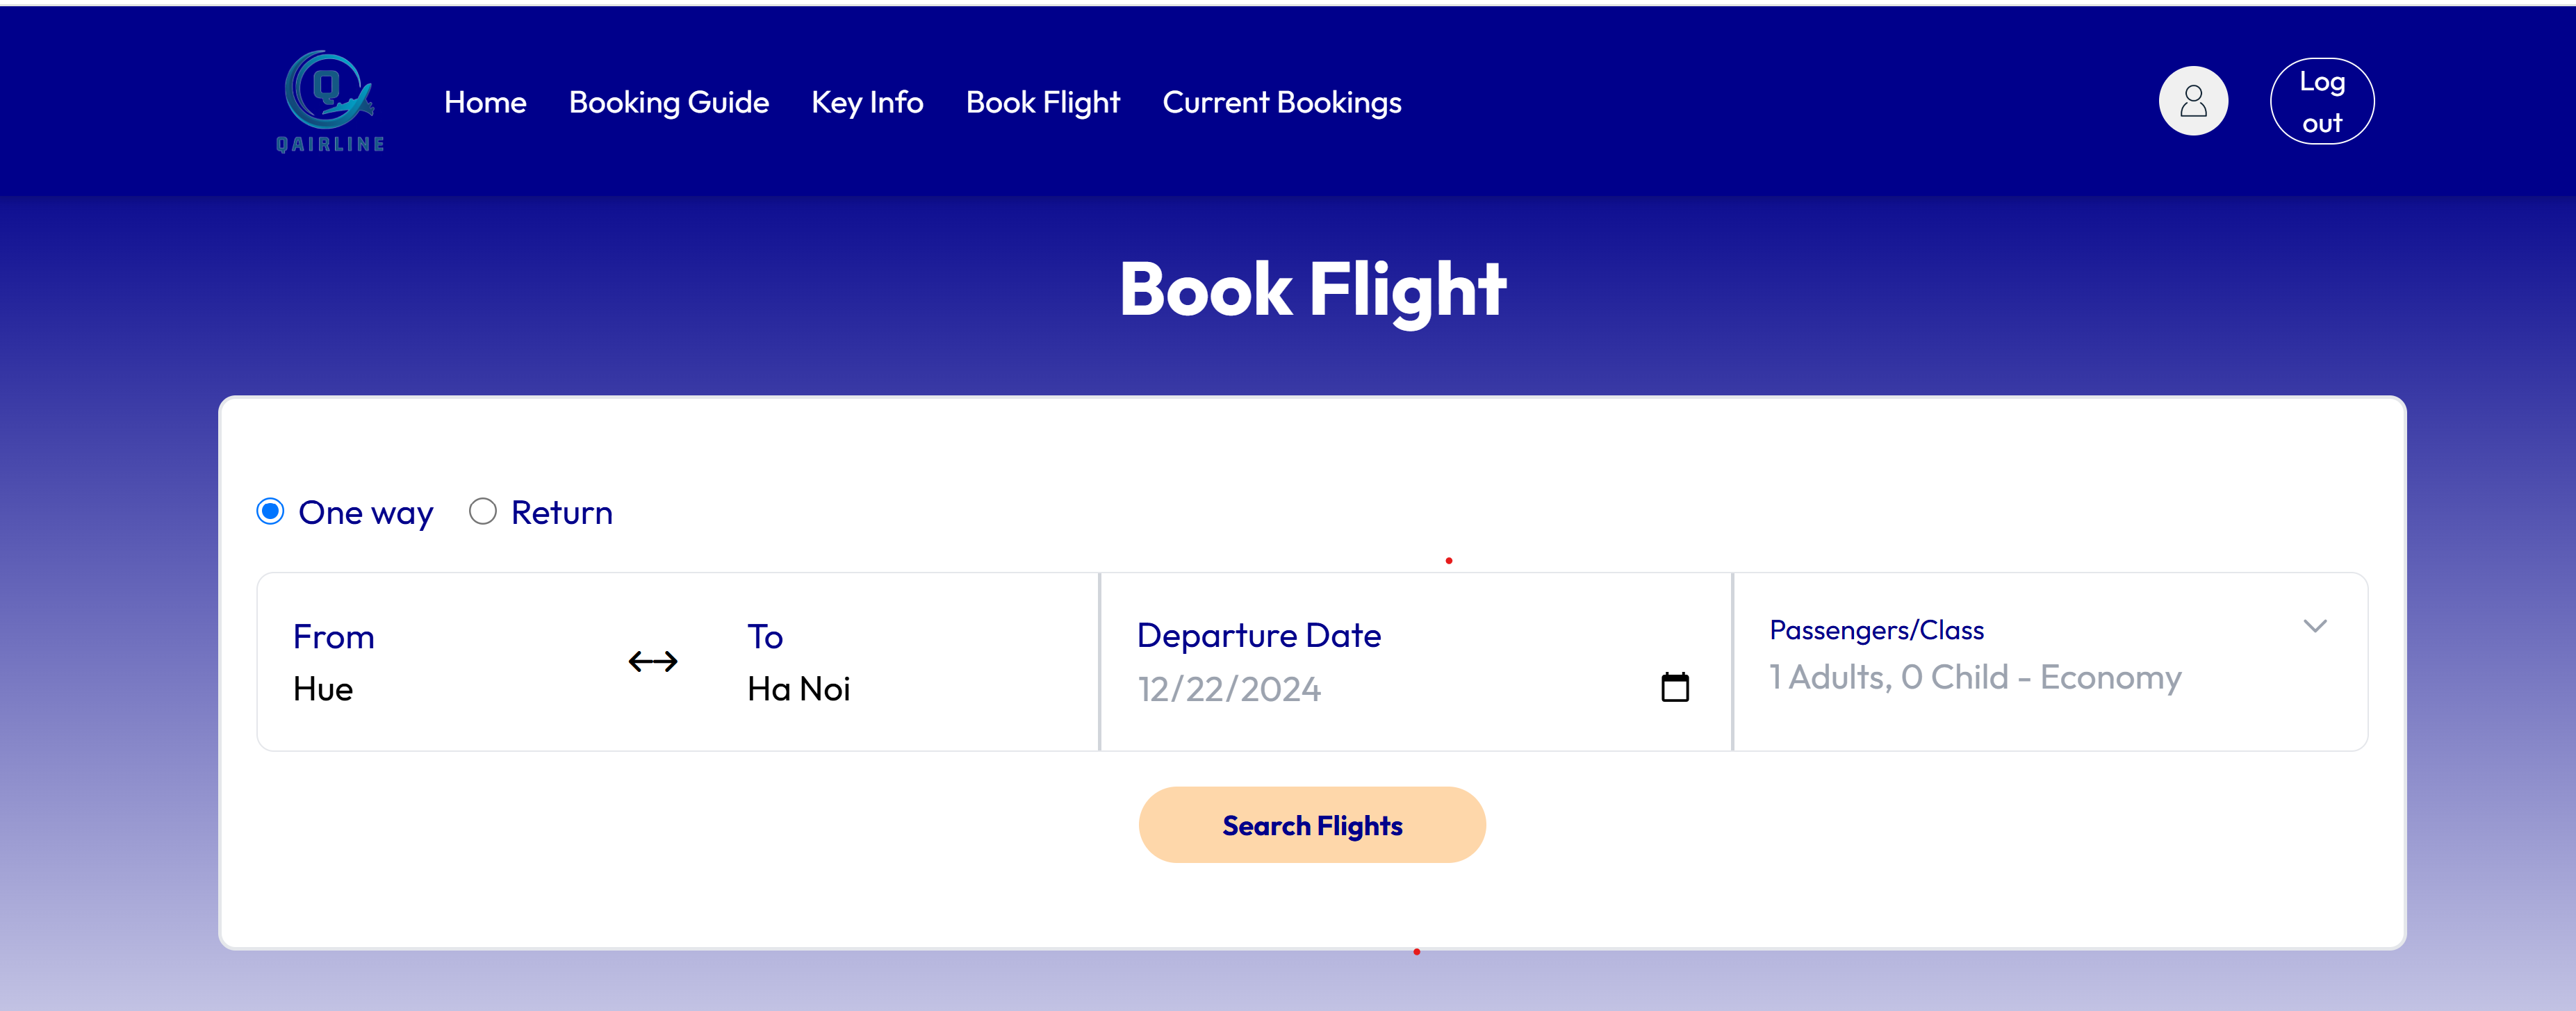 Q
QAIRLINE
Home Booking Guide Key Info Book Flight Current Bookings
Log
out
Book Flight
One way Return
From
Hue
To
Ha Noi
Departure Date
12/22/2024
Passengers/Class
1 Adults, 0 Child - Economy
Search Flights